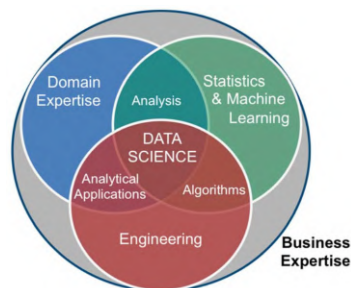 Domain
Expertise
Statistics
& Machine
Learning
Analysis
DATA
SCIENCE
Analytical
Applications
Algorithms
Engineering
Business
Expertise